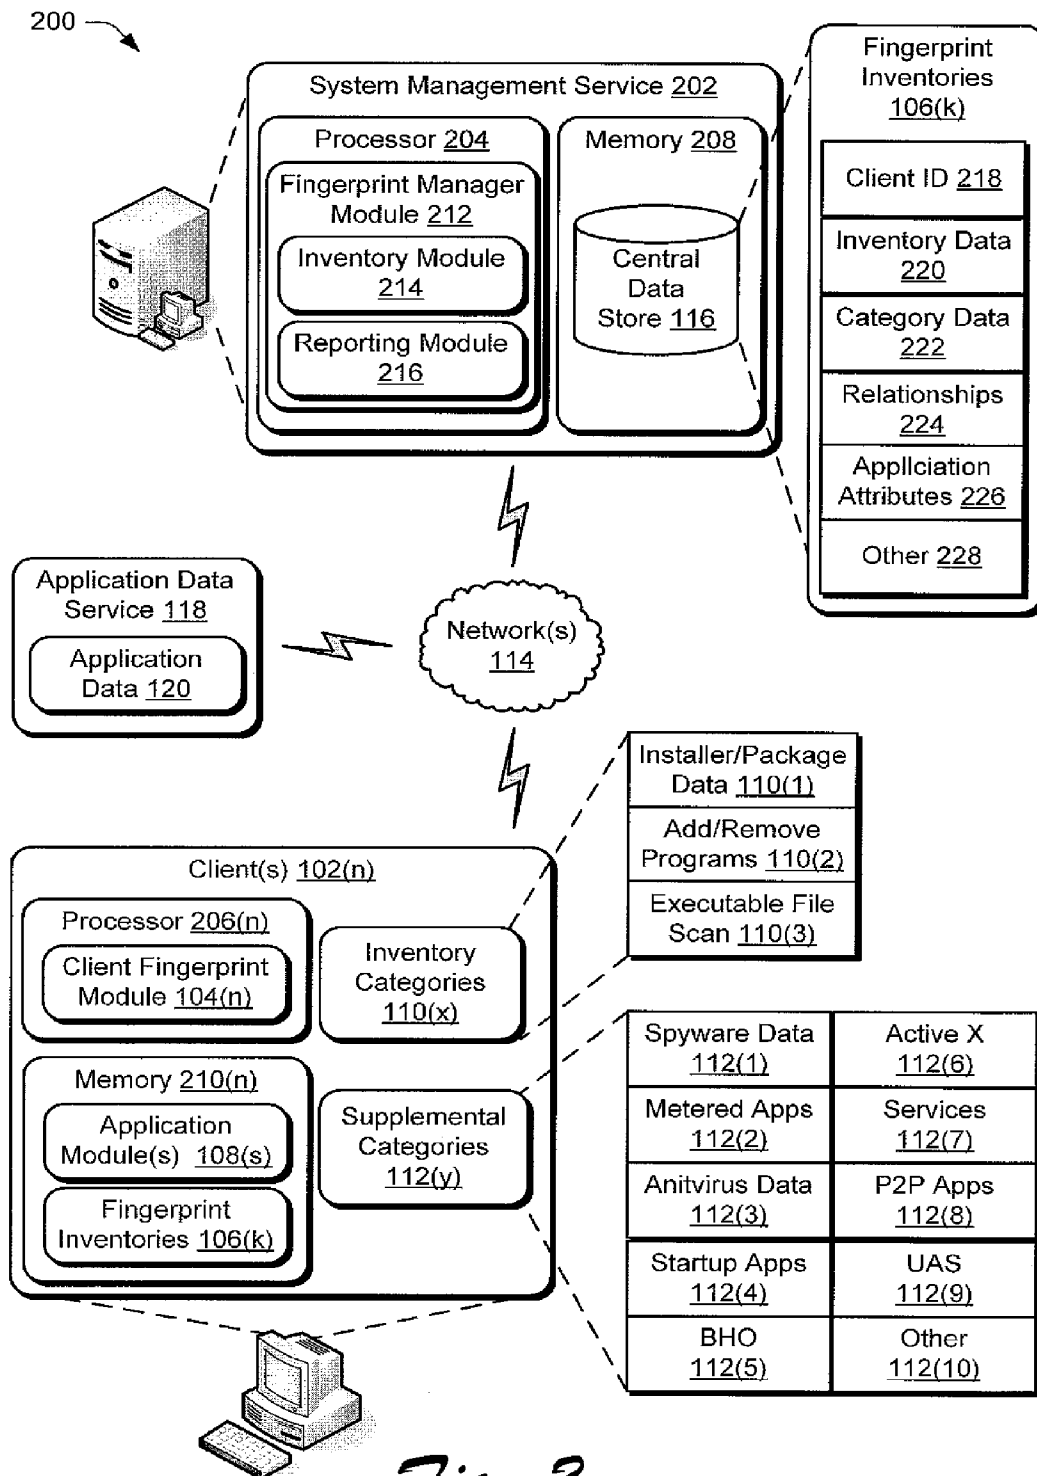 200
System Management Service 202
Processor 204
Fingerprint Manager
Module 212
Inventory Module
214
Reporting Module
216
Memory 208
Central
Data
Store 116
Fingerprint
Inventories
106(k)
Client ID 218
Inventory Data
220
Category Data
222
Relationships
224
Appllciation
Attributes 226
Other 228
Application Data
Service 118
Application
Data 120
Network(s)
114
Installer/Package
Data 110(1)
Add/Remove
Programs 110(2)
Executable File
Scan 110(3)
Client(s) 102(n)
Processor 206(n)
Client Fingerprint
Module 104(n)
Inventory
Categories
110(x)
Memory 210(n)
Application
Module(s) 108(s)
Fingerprint
Inventories 106(k)
Supplemental
Categories
112(y)
Spyware Data
112(1)
Active X
112(6)
Metered Apps
112(2)
Services
112(7)
Anitvirus Data
112(3)
P2P Apps
112(8)
Startup Apps
112(4)
UAS
112(9)
BHO
112(5)
Other
112(10)